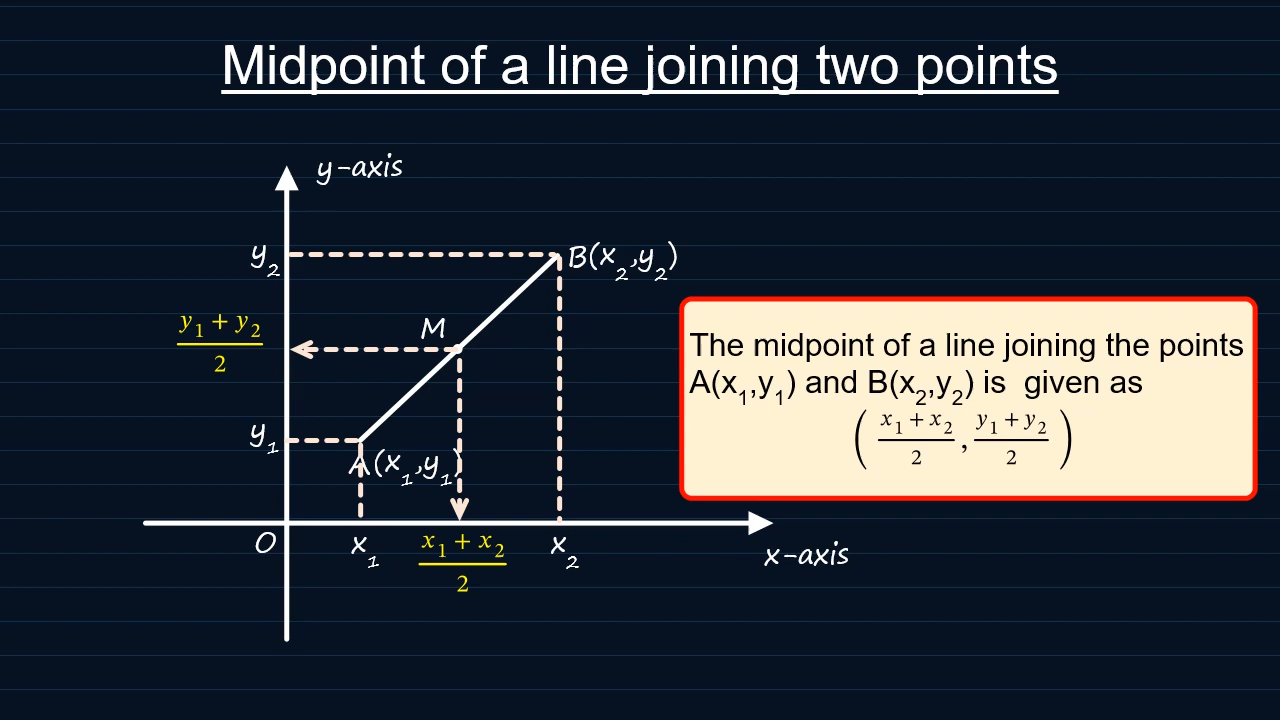 Midpoint of a line joining two points
y-axis
y₂
B(x₂,y₂)
M
y₁ + y₂
2
The midpoint of a line joining the points
A(x₁,y₁) and B(x₂,y₂) is  given as
( x₁ + x₂ / 2 , y₁ + y₂ / 2 )
y₁
A(x₁,y₁)
O
x₁
x₁ + x₂
2
x₂
x-axis